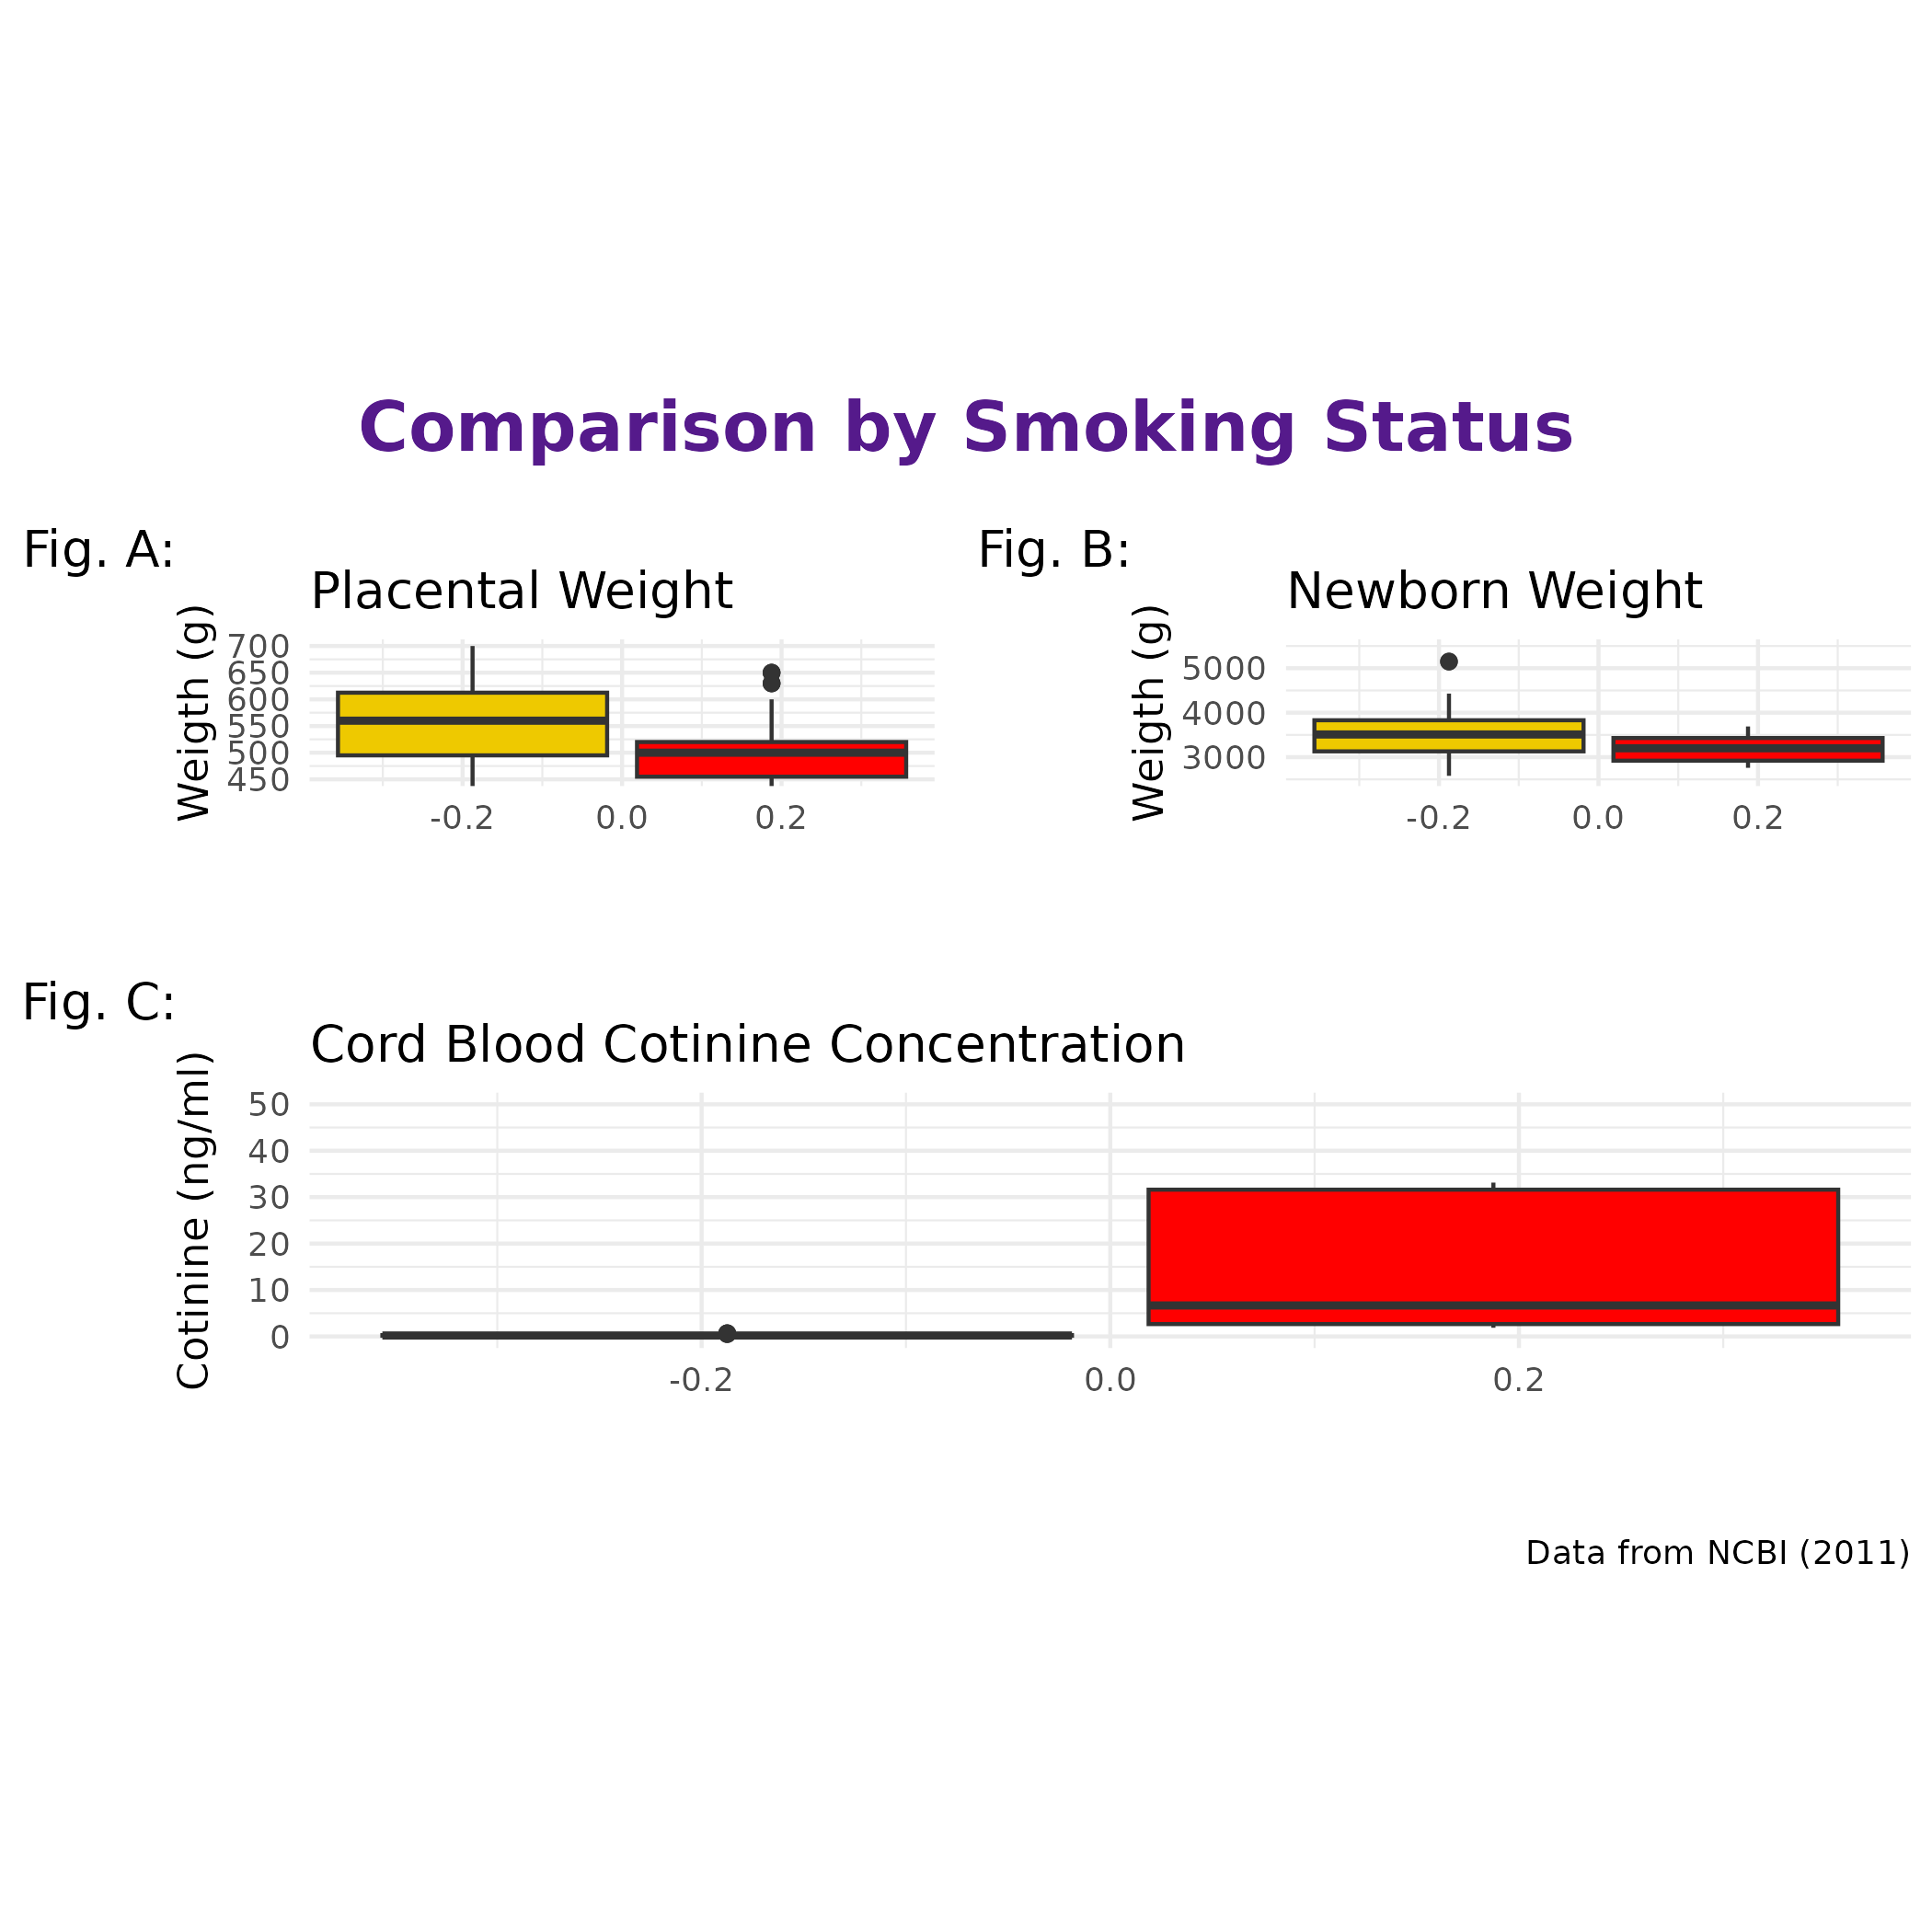 Comparison by Smoking Status
Fig. A:
Placental Weight
Weigth (g)
700
650
600
550
500
450
-0.2 0.0 0.2
Fig. B:
Newborn Weight
Weigth (g)
5000
4000
3000
-0.2 0.0 0.2
Fig. C:
Cord Blood Cotinine Concentration
Cotinine (ng/ml)
50
40
30
20
10
0
-0.2 0.0 0.2
Data from NCBI (2011)